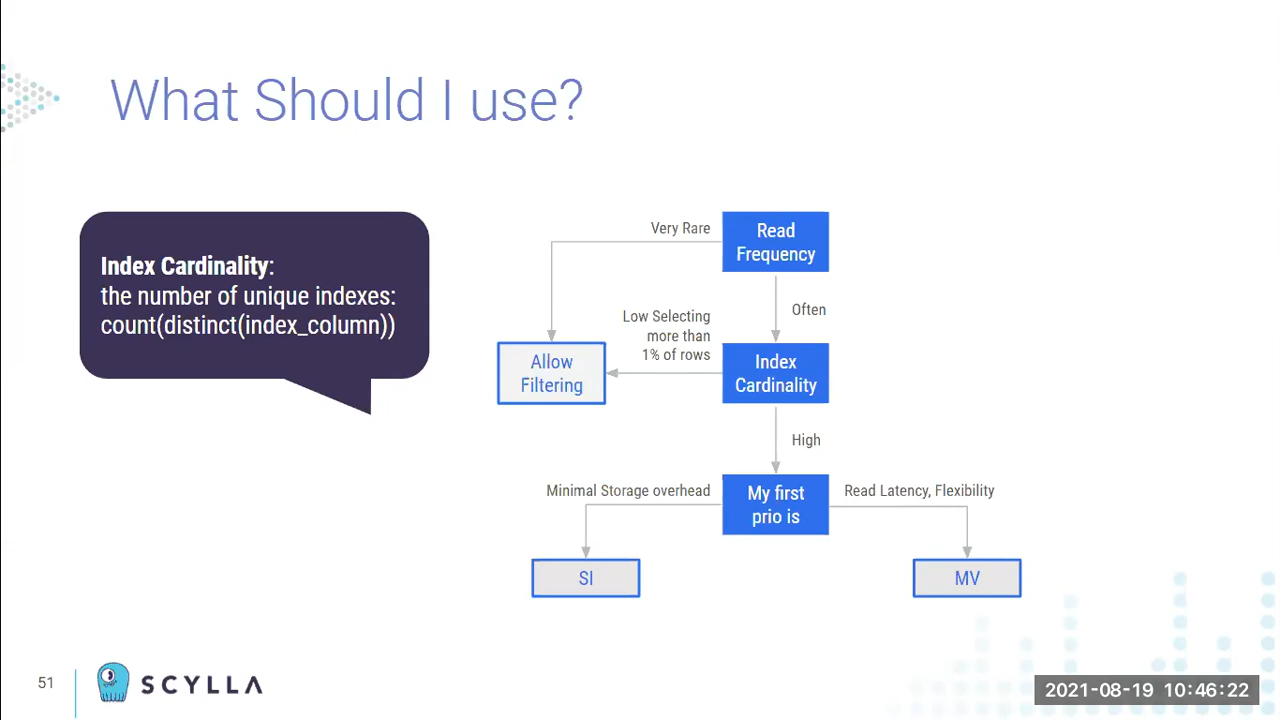 What Should I use?
Index Cardinality:
the number of unique indexes:
count(distinct(index_column))
Very Rare
Read
Frequency
Often
Low Selecting
more than
1% of rows
Allow
Filtering
Index
Cardinality
High
Minimal Storage overhead
My first
prio is
Read Latency, Flexibility
SI
MV
51
SCYLLA
2021-08-19 10:46:22